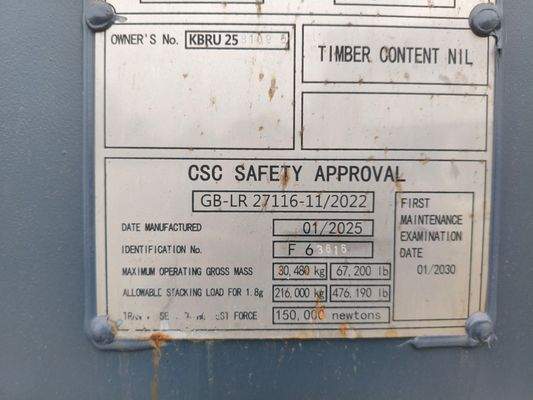 OWNER'S No. KBRU 25
TIMBER CONTENT NIL
CSC SAFETY APPROVAL
GB-LR 27116-11/2022
DATE MANUFACTURED 01/2025
IDENTIFICATION No. F 63616
MAXIMUM OPERATING GROSS MASS 30,480 kg 67,200 lb
ALLOWABLE STACKING LOAD FOR 1.8g 216,000 kg 476,190 lb
FORCE 150,000 newtons
FIRST
MAINTENANCE
EXAMINATION
DATE
01/2030